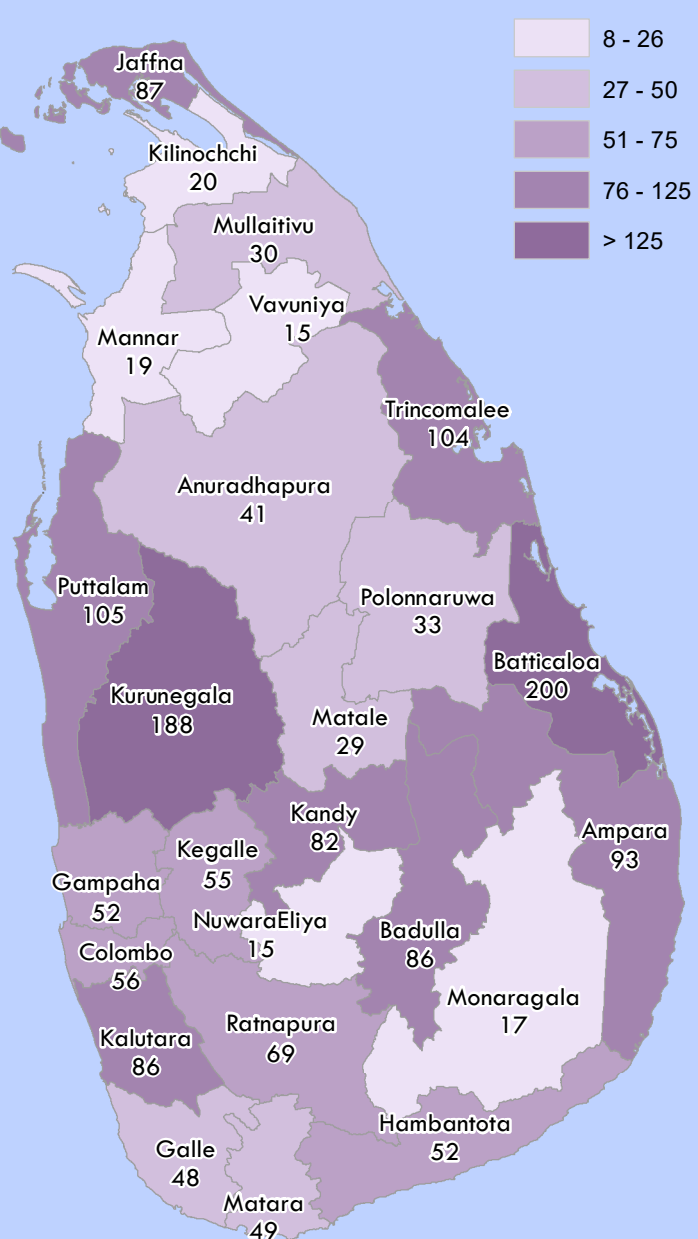 8 - 26
27 - 50
51 - 75
76 - 125
> 125
Jaffna
87
Kilinochchi
20
Mullaitivu
30
Vavuniya
15
Mannar
19
Trincomalee
104
Anuradhapura
41
Puttalam
105
Polonnaruwa
33
Batticaloa
200
Kurunegala
188
Matale
29
Kandy
82
Ampara
93
Kegalle
55
Gampaha
52
NuwaraEliya
15
Badulla
86
Colombo
56
Monaragala
17
Ratnapura
69
Kalutara
86
Hambantota
52
Galle
48
Matara
49